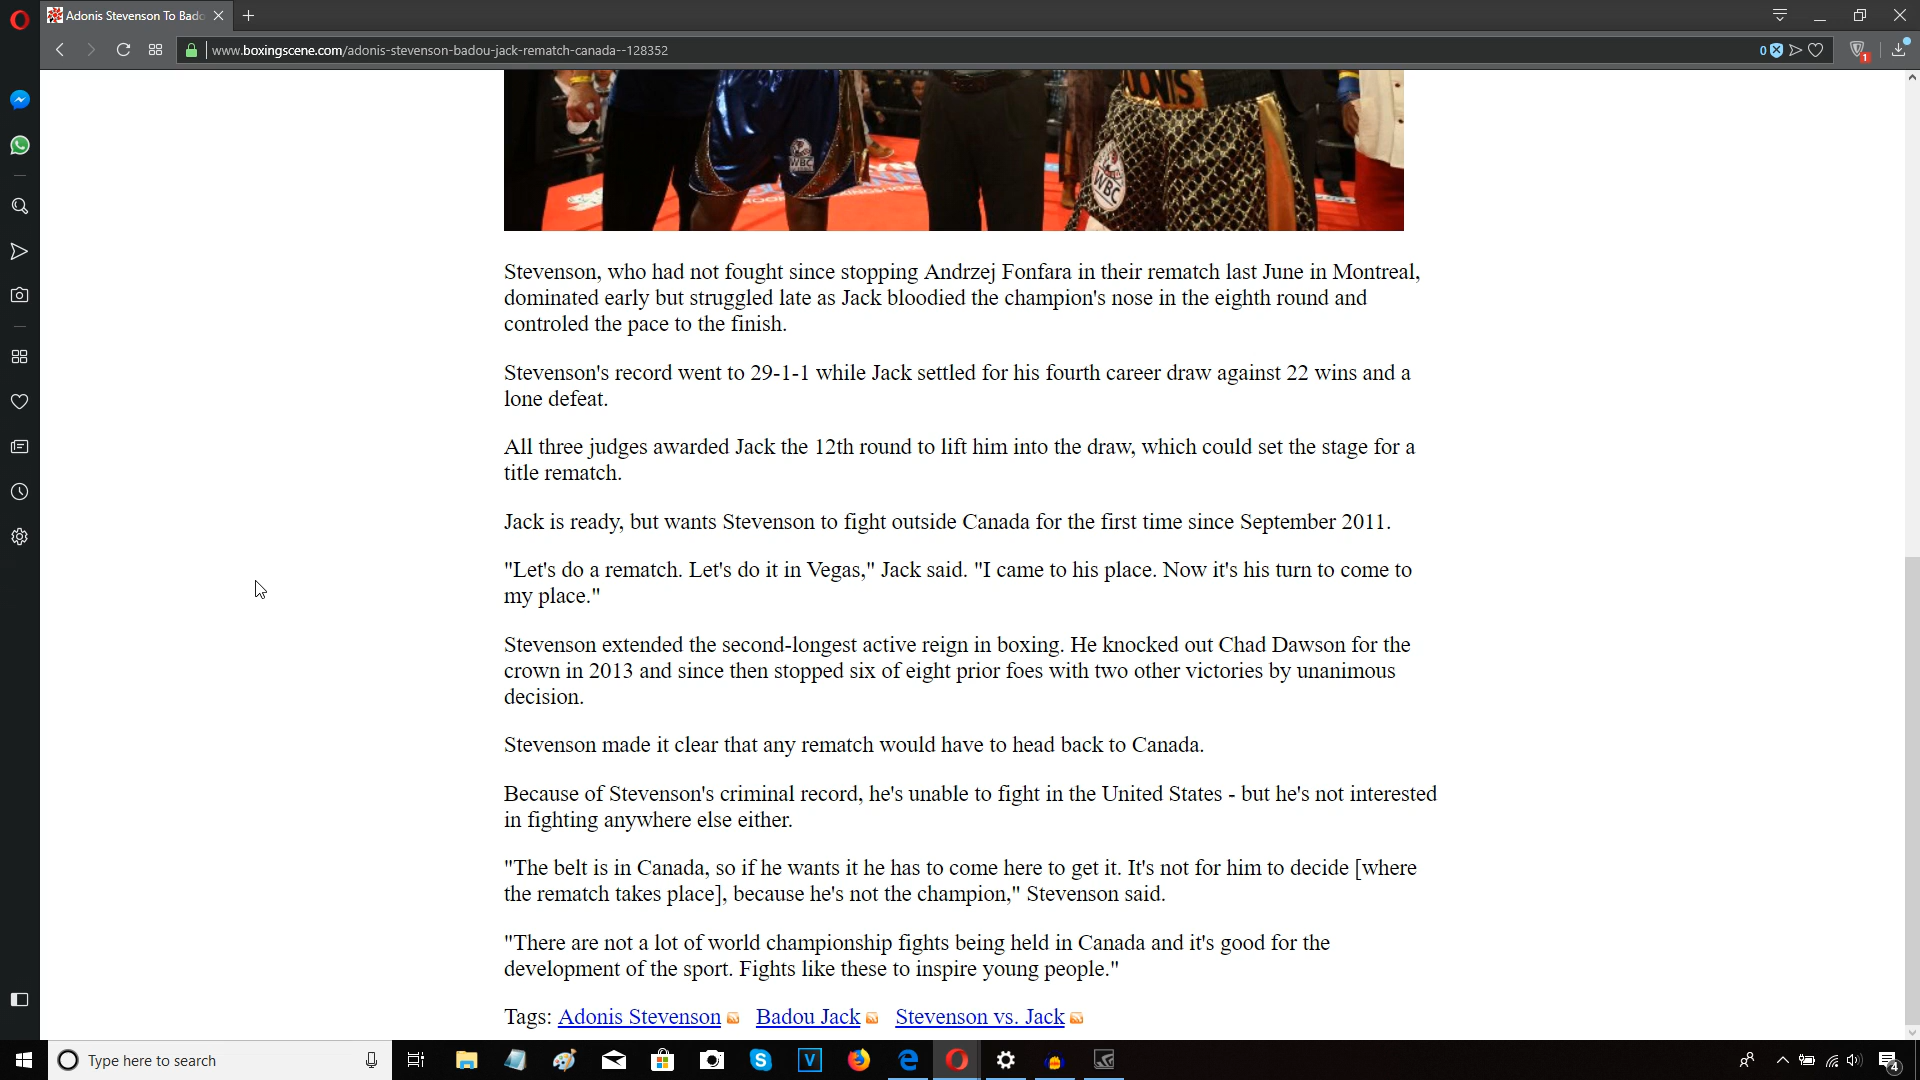 Adonis Stevenson To Bado
www.boxingscene.com/adonis-stevenson-badou-jack-rematch-canada--128352
0
1
ADONIS
WBC
WBC
Stevenson, who had not fought since stopping Andrzej Fonfara in their rematch last June in Montreal,
dominated early but struggled late as Jack bloodied the champion's nose in the eighth round and
controled the pace to the finish.
Stevenson's record went to 29-1-1 while Jack settled for his fourth career draw against 22 wins and a
lone defeat.
All three judges awarded Jack the 12th round to lift him into the draw, which could set the stage for a
title rematch.
Jack is ready, but wants Stevenson to fight outside Canada for the first time since September 2011.
"Let's do a rematch. Let's do it in Vegas," Jack said. "I came to his place. Now it's his turn to come to
my place."
Stevenson extended the second-longest active reign in boxing. He knocked out Chad Dawson for the
crown in 2013 and since then stopped six of eight prior foes with two other victories by unanimous
decision.
Stevenson made it clear that any rematch would have to head back to Canada.
Because of Stevenson's criminal record, he's unable to fight in the United States - but he's not interested
in fighting anywhere else either.
"The belt is in Canada, so if he wants it he has to come here to get it. It's not for him to decide [where
the rematch takes place], because he's not the champion," Stevenson said.
"There are not a lot of world championship fights being held in Canada and it's good for the
development of the sport. Fights like these to inspire young people."
Tags: Adonis Stevenson Badou Jack Stevenson vs. Jack
Type here to search
4